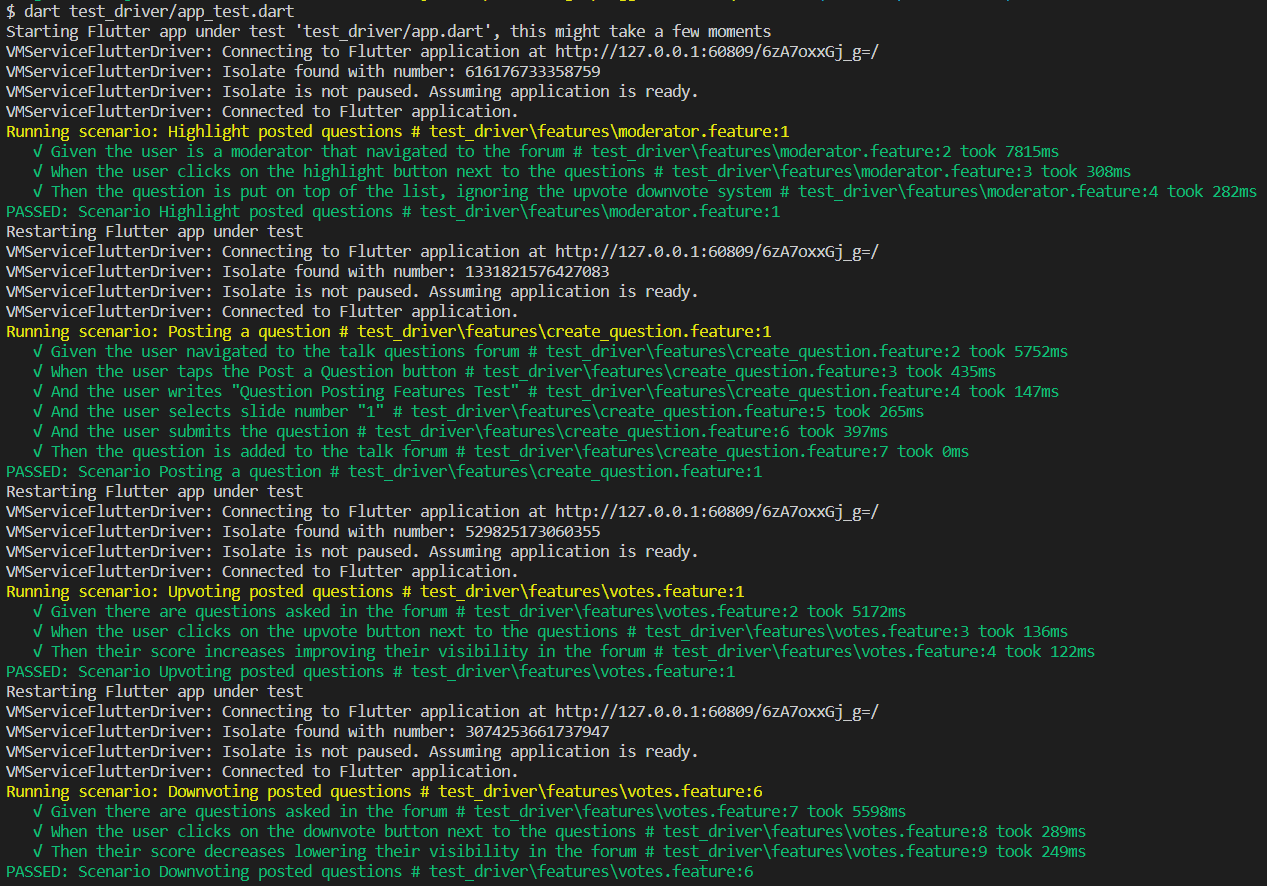 $ dart test_driver/app_test.dart
Starting Flutter app under test 'test_driver/app.dart', this might take a few moments
VMServiceFlutterDriver: Connecting to Flutter application at http://127.0.0.1:60809/6zA7oxxGj_g=/
VMServiceFlutterDriver: Isolate found with number: 616176733358759
VMServiceFlutterDriver: Isolate is not paused. Assuming application is ready.
VMServiceFlutterDriver: Connected to Flutter application.
Running scenario: Highlight posted questions # test_driver\features\moderator.feature:1
√ Given the user is a moderator that navigated to the forum # test_driver\features\moderator.feature:2 took 7815ms
√ When the user clicks on the highlight button next to the questions # test_driver\features\moderator.feature:3 took 308ms
√ Then the question is put on top of the list, ignoring the upvote downvote system # test_driver\features\moderator.feature:4 took 282ms
PASSED: Scenario Highlight posted questions # test_driver\features\moderator.feature:1
Restarting Flutter app under test
VMServiceFlutterDriver: Connecting to Flutter application at http://127.0.0.1:60809/6zA7oxxGj_g=/
VMServiceFlutterDriver: Isolate found with number: 1331821576427083
VMServiceFlutterDriver: Isolate is not paused. Assuming application is ready.
VMServiceFlutterDriver: Connected to Flutter application.
Running scenario: Posting a question # test_driver\features\create_question.feature:1
√ Given the user navigated to the talk questions forum # test_driver\features\create_question.feature:2 took 5752ms
√ When the user taps the Post a Question button # test_driver\features\create_question.feature:3 took 435ms
√ And the user writes "Question Posting Features Test" # test_driver\features\create_question.feature:4 took 147ms
√ And the user selects slide number "1" # test_driver\features\create_question.feature:5 took 265ms
√ And the user submits the question # test_driver\features\create_question.feature:6 took 397ms
√ Then the question is added to the talk forum # test_driver\features\create_question.feature:7 took 0ms
PASSED: Scenario Posting a question # test_driver\features\create_question.feature:1
Restarting Flutter app under test
VMServiceFlutterDriver: Connecting to Flutter application at http://127.0.0.1:60809/6zA7oxxGj_g=/
VMServiceFlutterDriver: Isolate found with number: 529825173060355
VMServiceFlutterDriver: Isolate is not paused. Assuming application is ready.
VMServiceFlutterDriver: Connected to Flutter application.
Running scenario: Upvoting posted questions # test_driver\features\votes.feature:1
√ Given there are questions asked in the forum # test_driver\features\votes.feature:2 took 5172ms
√ When the user clicks on the upvote button next to the questions # test_driver\features\votes.feature:3 took 136ms
√ Then their score increases improving their visibility in the forum # test_driver\features\votes.feature:4 took 122ms
PASSED: Scenario Upvoting posted questions # test_driver\features\votes.feature:1
Restarting Flutter app under test
VMServiceFlutterDriver: Connecting to Flutter application at http://127.0.0.1:60809/6zA7oxxGj_g=/
VMServiceFlutterDriver: Isolate found with number: 3074253661737947
VMServiceFlutterDriver: Isolate is not paused. Assuming application is ready.
VMServiceFlutterDriver: Connected to Flutter application.
Running scenario: Downvoting posted questions # test_driver\features\votes.feature:6
√ Given there are questions asked in the forum # test_driver\features\votes.feature:7 took 5598ms
√ When the user clicks on the downvote button next to the questions # test_driver\features\votes.feature:8 took 289ms
√ Then their score decreases lowering their visibility in the forum # test_driver\features\votes.feature:9 took 249ms
PASSED: Scenario Downvoting posted questions # test_driver\features\votes.feature:6